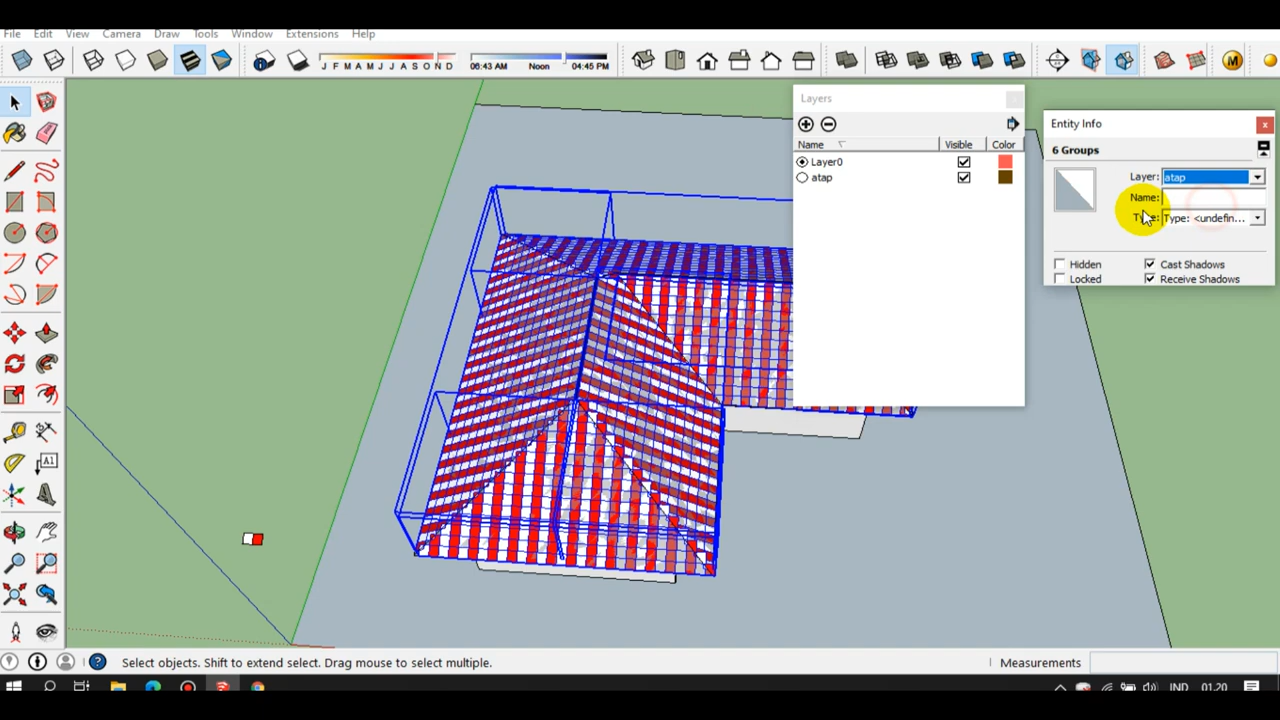 File Edit View Camera Draw Tools Window Extensions Help
J F M A M J J A S O N D
06:43 AM Noon 04:45 PM
M
Layers
Name Visible Color
Layer0
atap
Entity Info
6 Groups
Layer: atap
Name:
Type: <undefin...
Hidden Cast Shadows
Locked Receive Shadows
A1
Select objects. Shift to extend select. Drag mouse to select multiple.
Measurements
IND 01.20